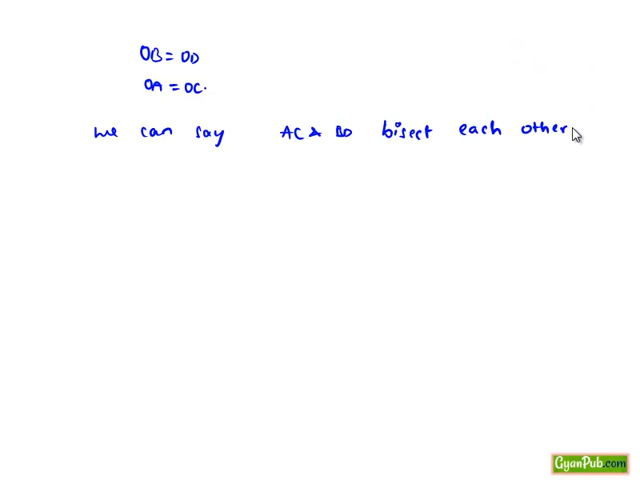 OB = OD
OA = OC.
we can say AC & BD bisect each other
GyanPub.com